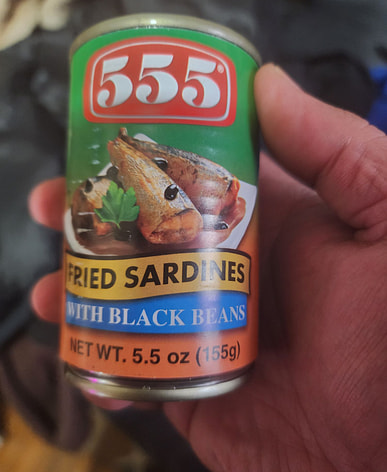 555®
FRIED SARDINES
WITH BLACK BEANS
NET WT. 5.5 oz (155g)